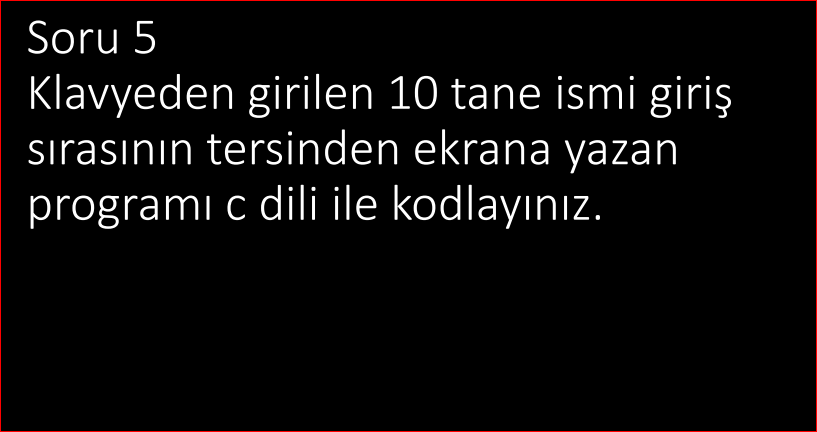 Soru 5
Klavyeden girilen 10 tane ismi giriş
sırasının tersinden ekrana yazan
programı c dili ile kodlayınız.